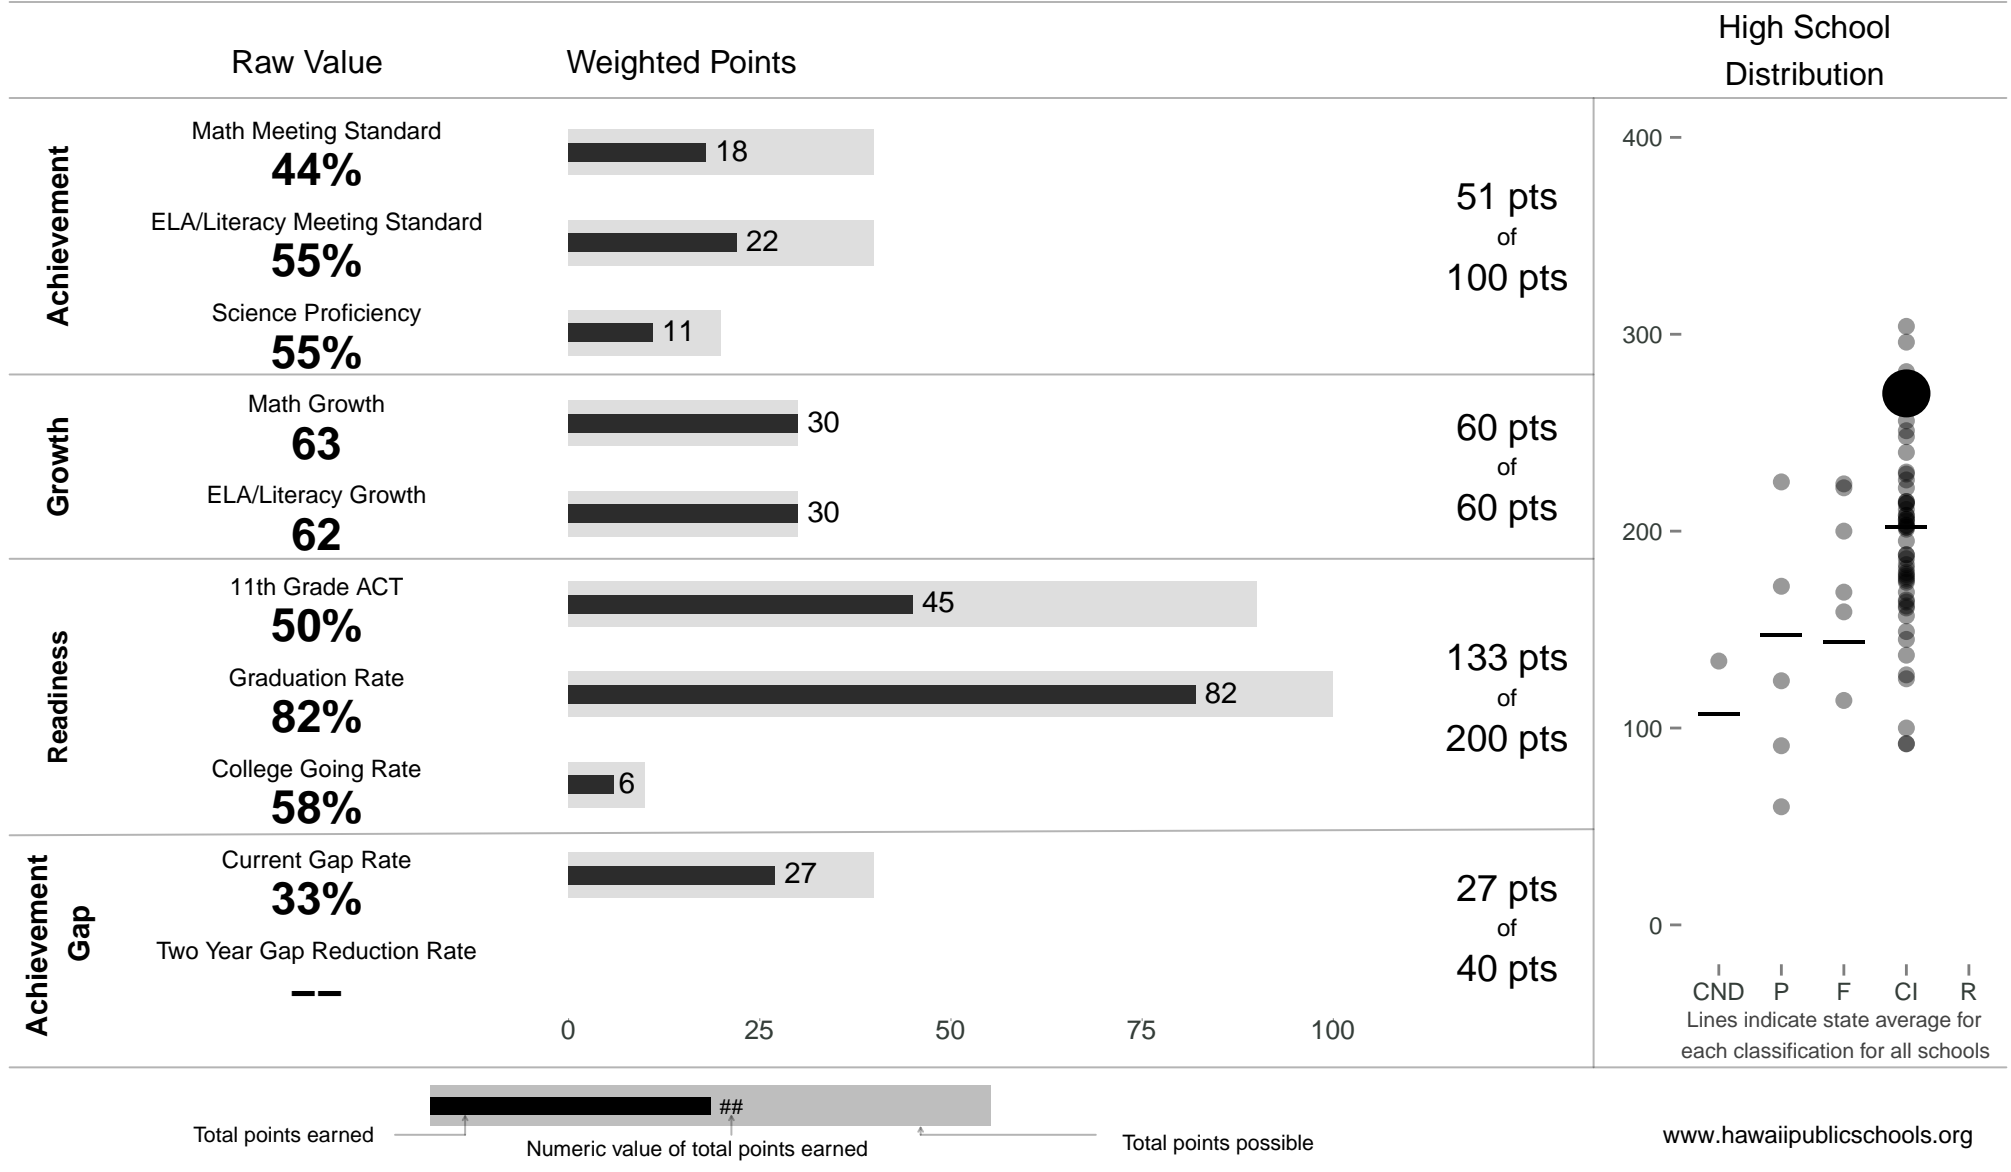 Raw Value
Weighted Points
High School
Distribution
Achievement
Math Meeting Standard
44%
18
ELA/Literacy Meeting Standard
55%
22
Science Proficiency
55%
11
51 pts
of
100 pts
Growth
Math Growth
63
30
ELA/Literacy Growth
62
30
60 pts
of
60 pts
Readiness
11th Grade ACT
50%
45
Graduation Rate
82%
82
College Going Rate
58%
6
133 pts
of
200 pts
Achievement
Gap
Current Gap Rate
33%
27
Two Year Gap Reduction Rate
––
27 pts
of
40 pts
0 25 50 75 100
400
300
200
100
0
CND P F CI R
Lines indicate state average for
each classification for all schools
##
Total points earned
Numeric value of total points earned
Total points possible
www.hawaiipublicschools.org